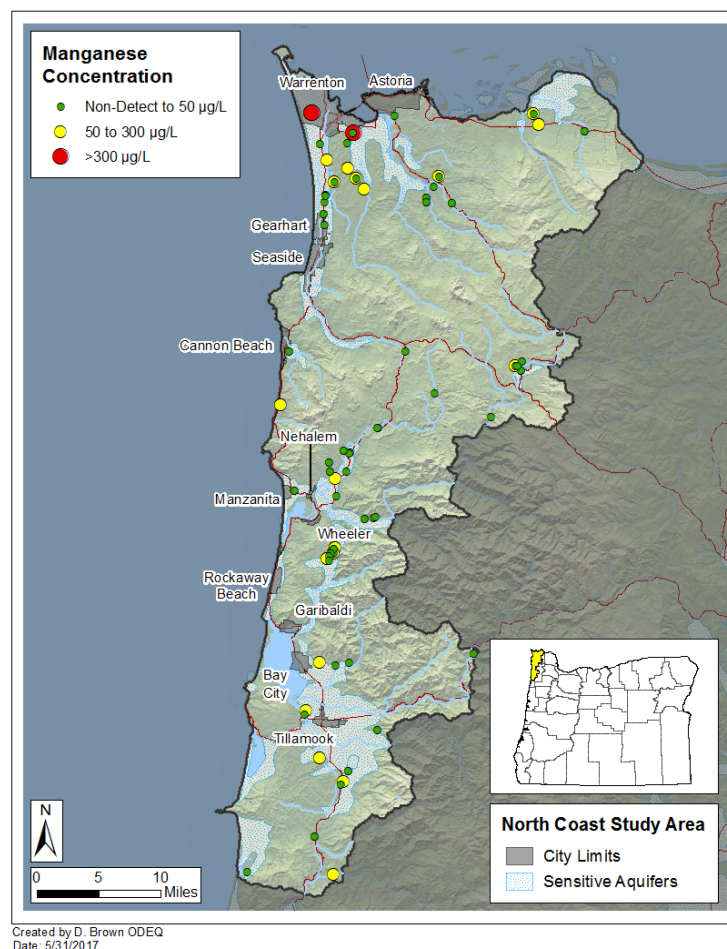 Manganese
Concentration
Non-Detect to 50 µg/L
50 to 300 µg/L
>300 µg/L
Warrenton
Astoria
Gearhart
Seaside
Cannon Beach
Nehalem
Manzanita
Wheeler
Rockaway
Beach
Garibaldi
Bay
City
Tillamook
N
0 5 10
Miles
North Coast Study Area
City Limits
Sensitive Aquifers
Created by D. Brown ODEQ
Date: 5/31/2017